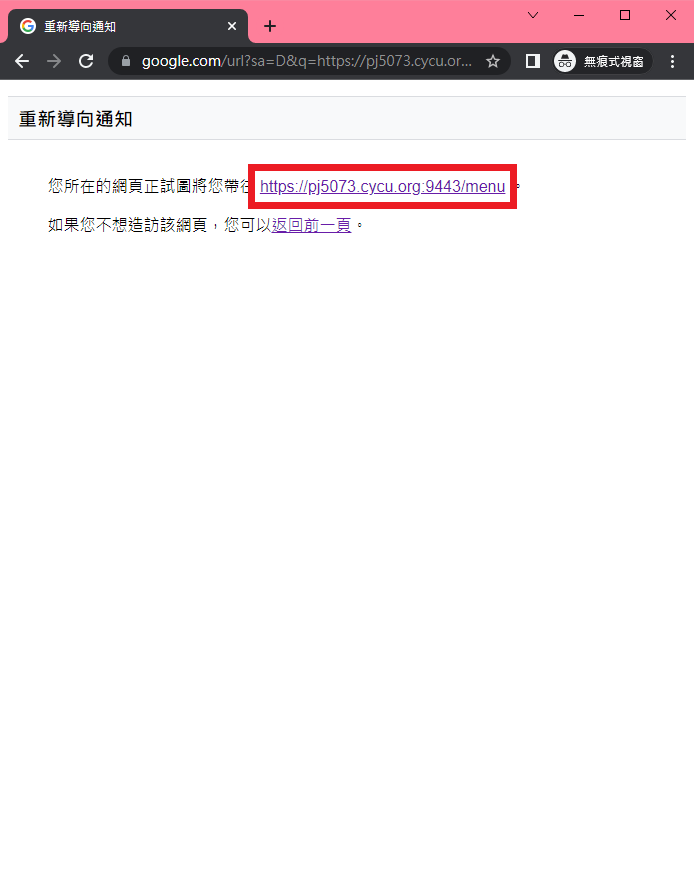 重新導向通知
google.com/url?sa=D&q=https://pj5073.cycu.or...
無痕式視窗
重新導向通知
您所在的網頁正試圖將您帶往 https://pj5073.cycu.org:9443/menu。
如果您不想造訪該網頁，您可以返回前一頁。